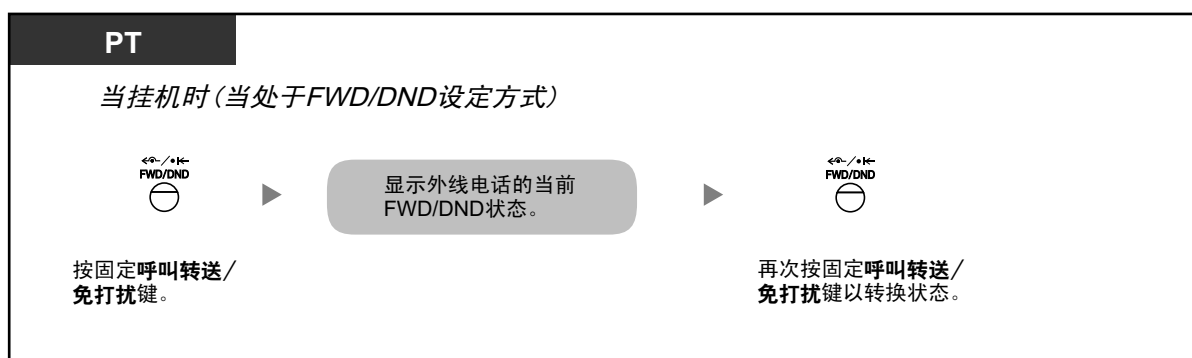 PT
当挂机时(当处于FWD/DND设定方式)
FWD/DND
显示外线电话的当前
FWD/DND状态。
FWD/DND
按固定呼叫转送/
免打扰键。
再次按固定呼叫转送/
免打扰键以转换状态。